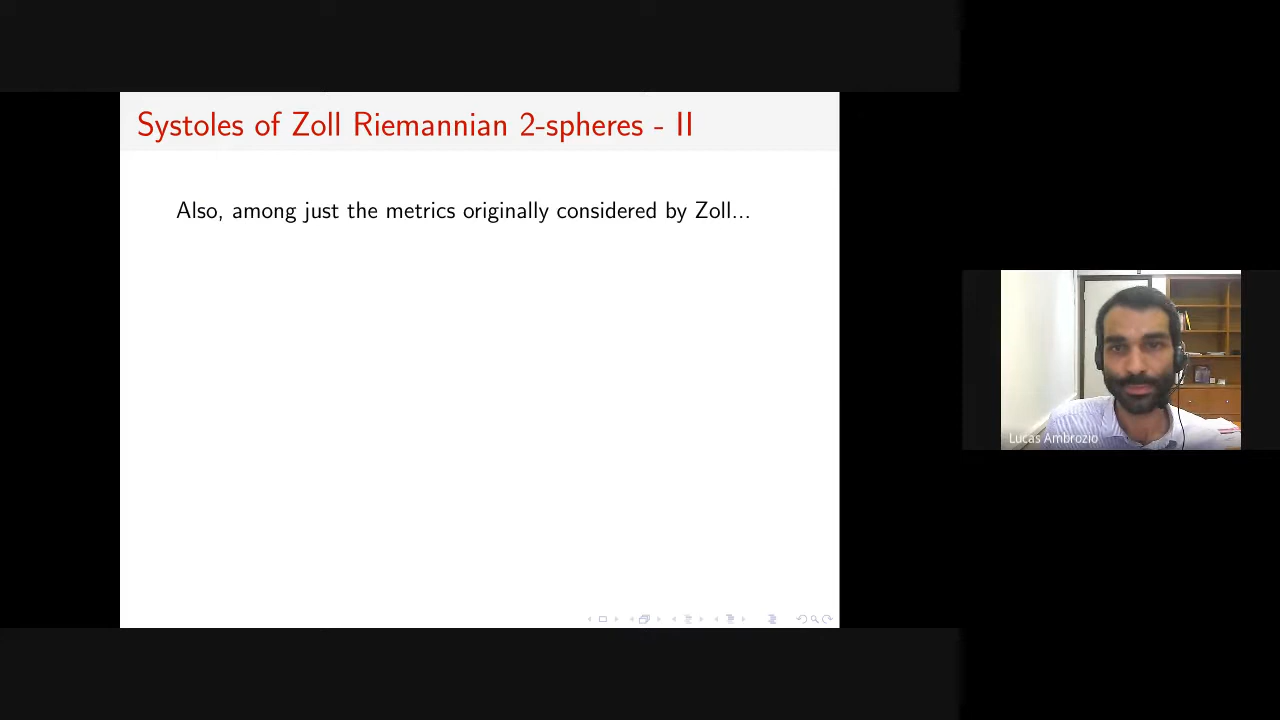 Systoles of Zoll Riemannian 2-spheres - II
Also, among just the metrics originally considered by Zoll...
Lucas Ambrozio